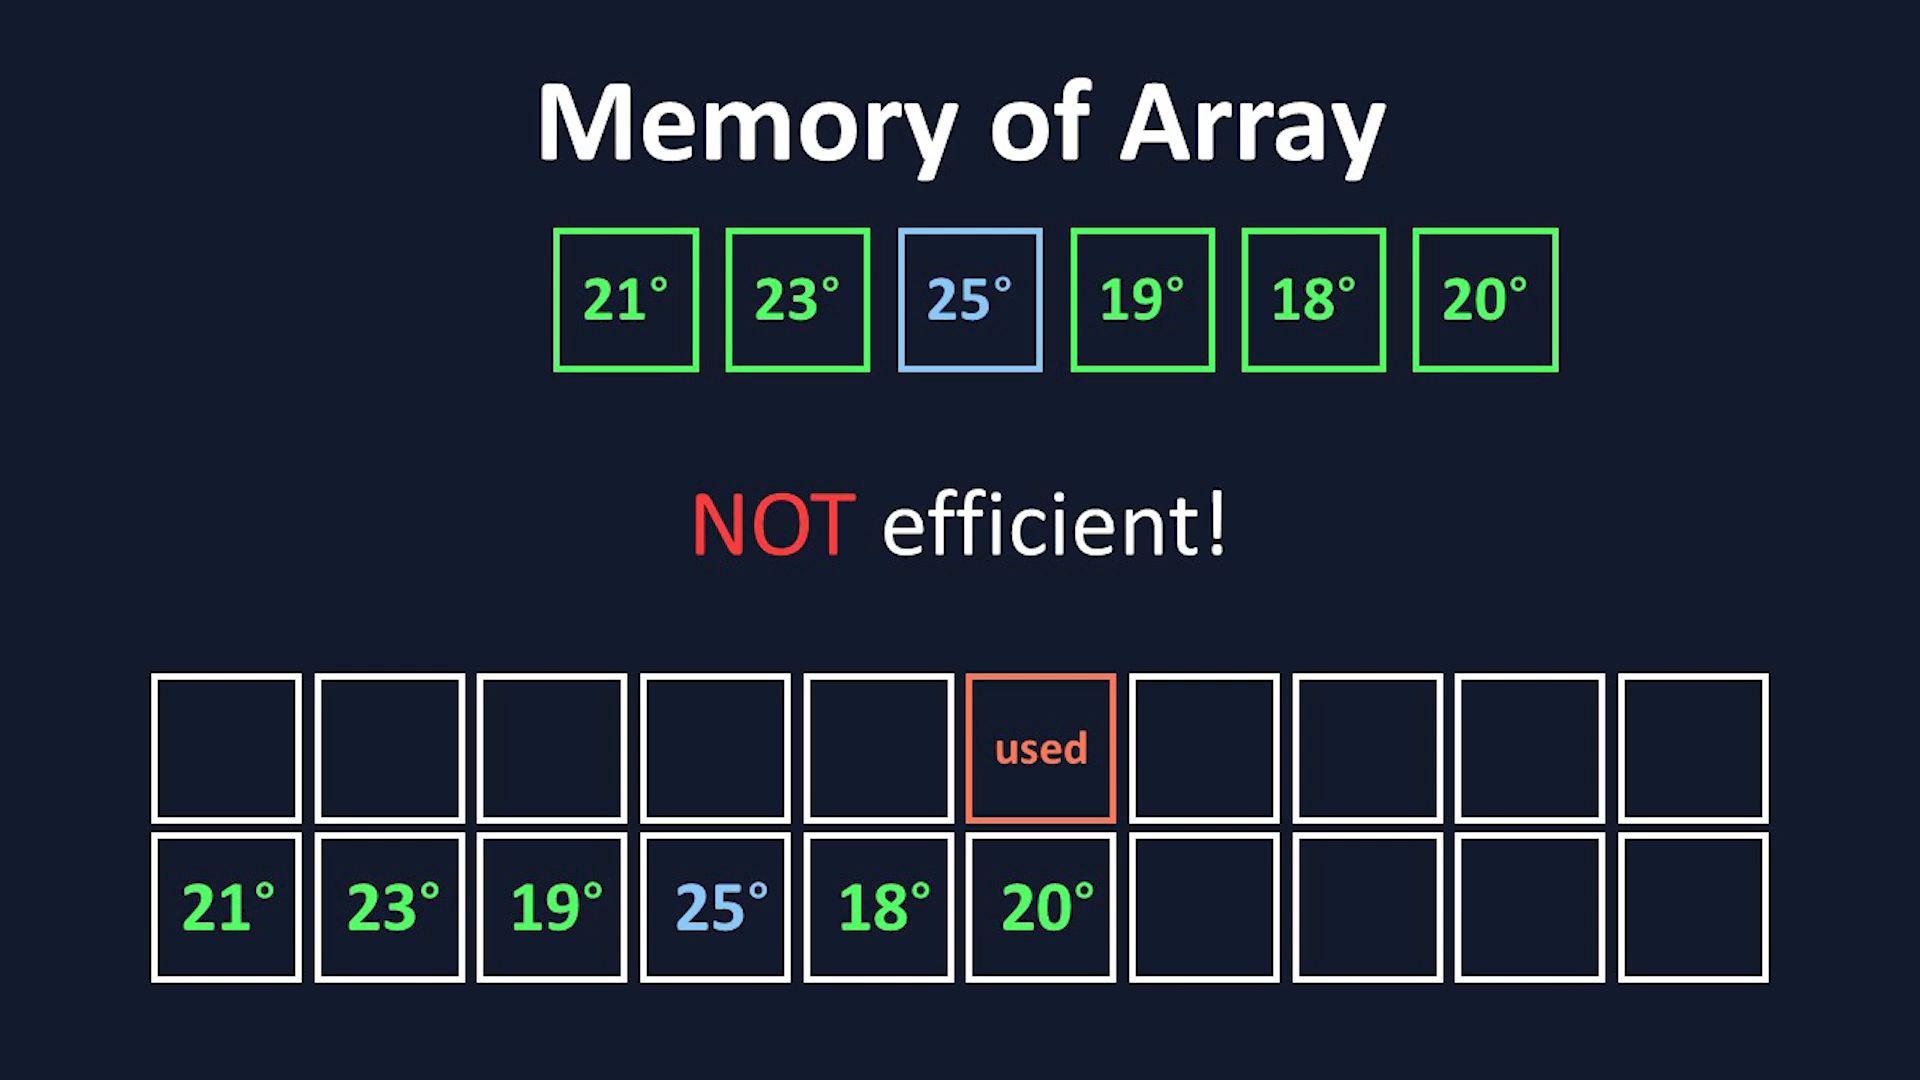 Memory of Array
21° 23° 25° 19° 18° 20°
NOT efficient!
used
21° 23° 19° 25° 18° 20°